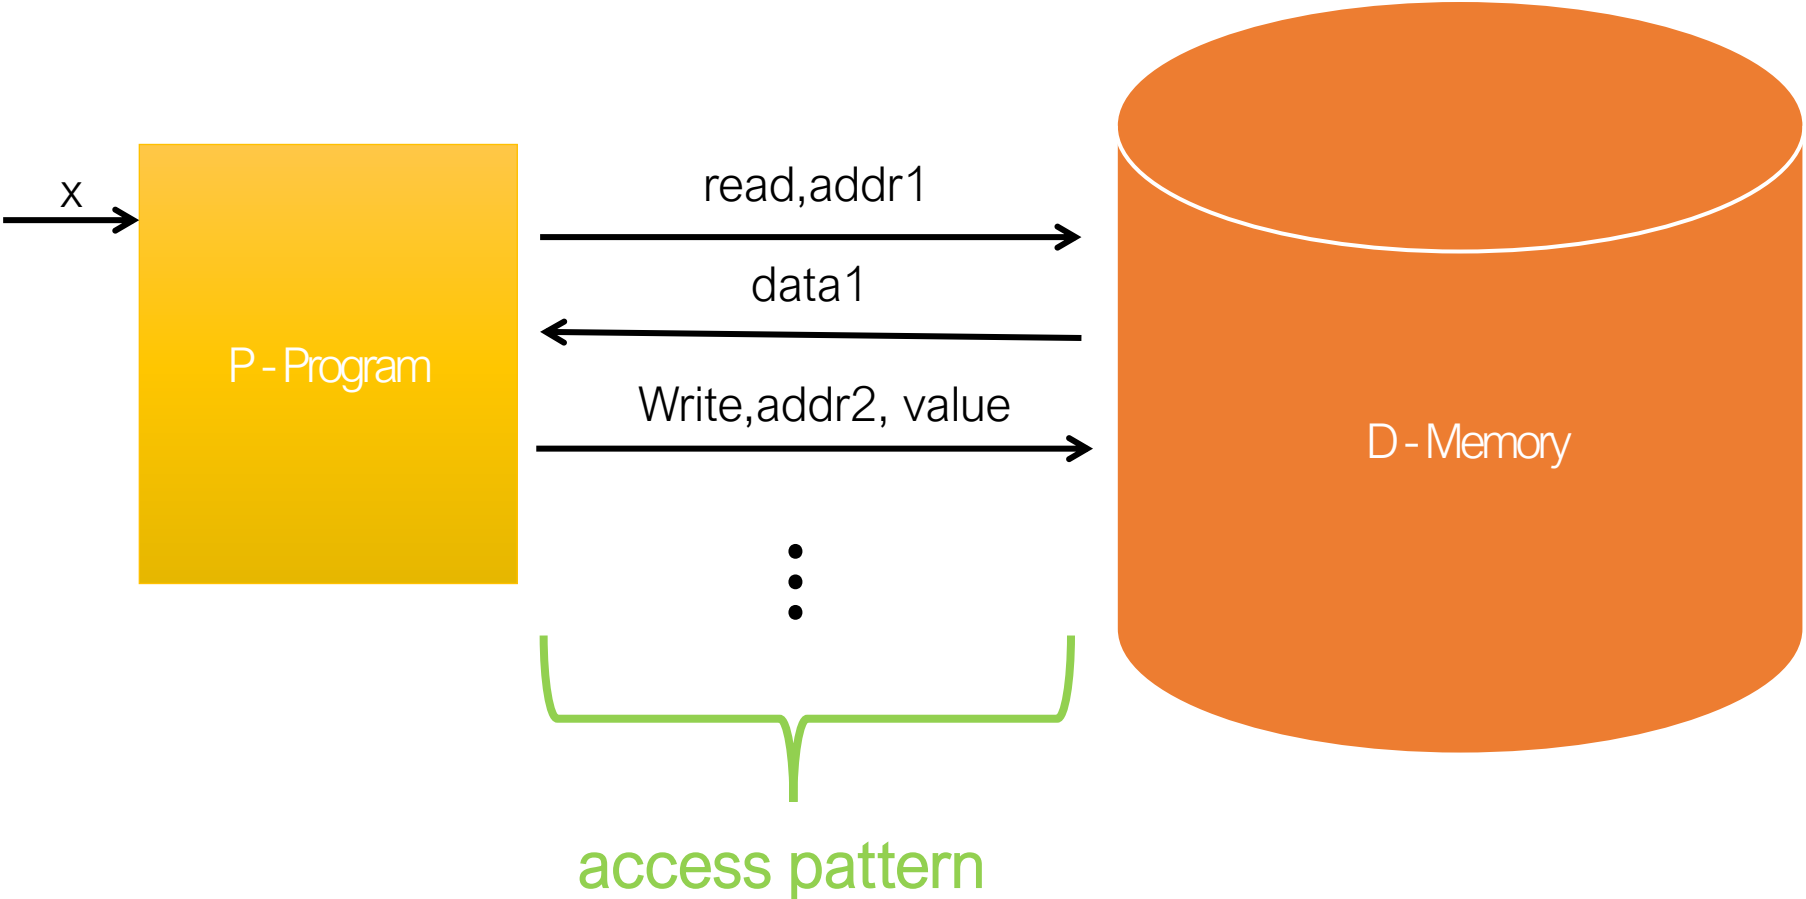 x
P - Program
read,addr1
data1
Write,addr2, value
D - Memory
access pattern